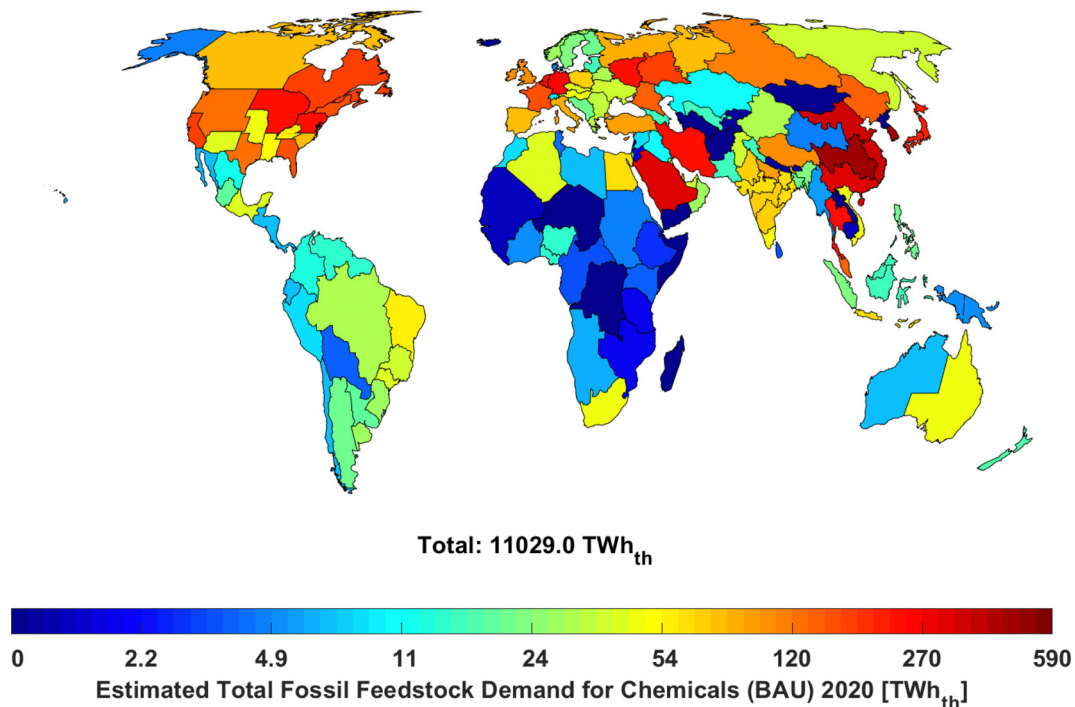 Total: 11029.0 TWh_th
0 2.2 4.9 11 24 54 120 270 590
Estimated Total Fossil Feedstock Demand for Chemicals (BAU) 2020 [TWh_th]